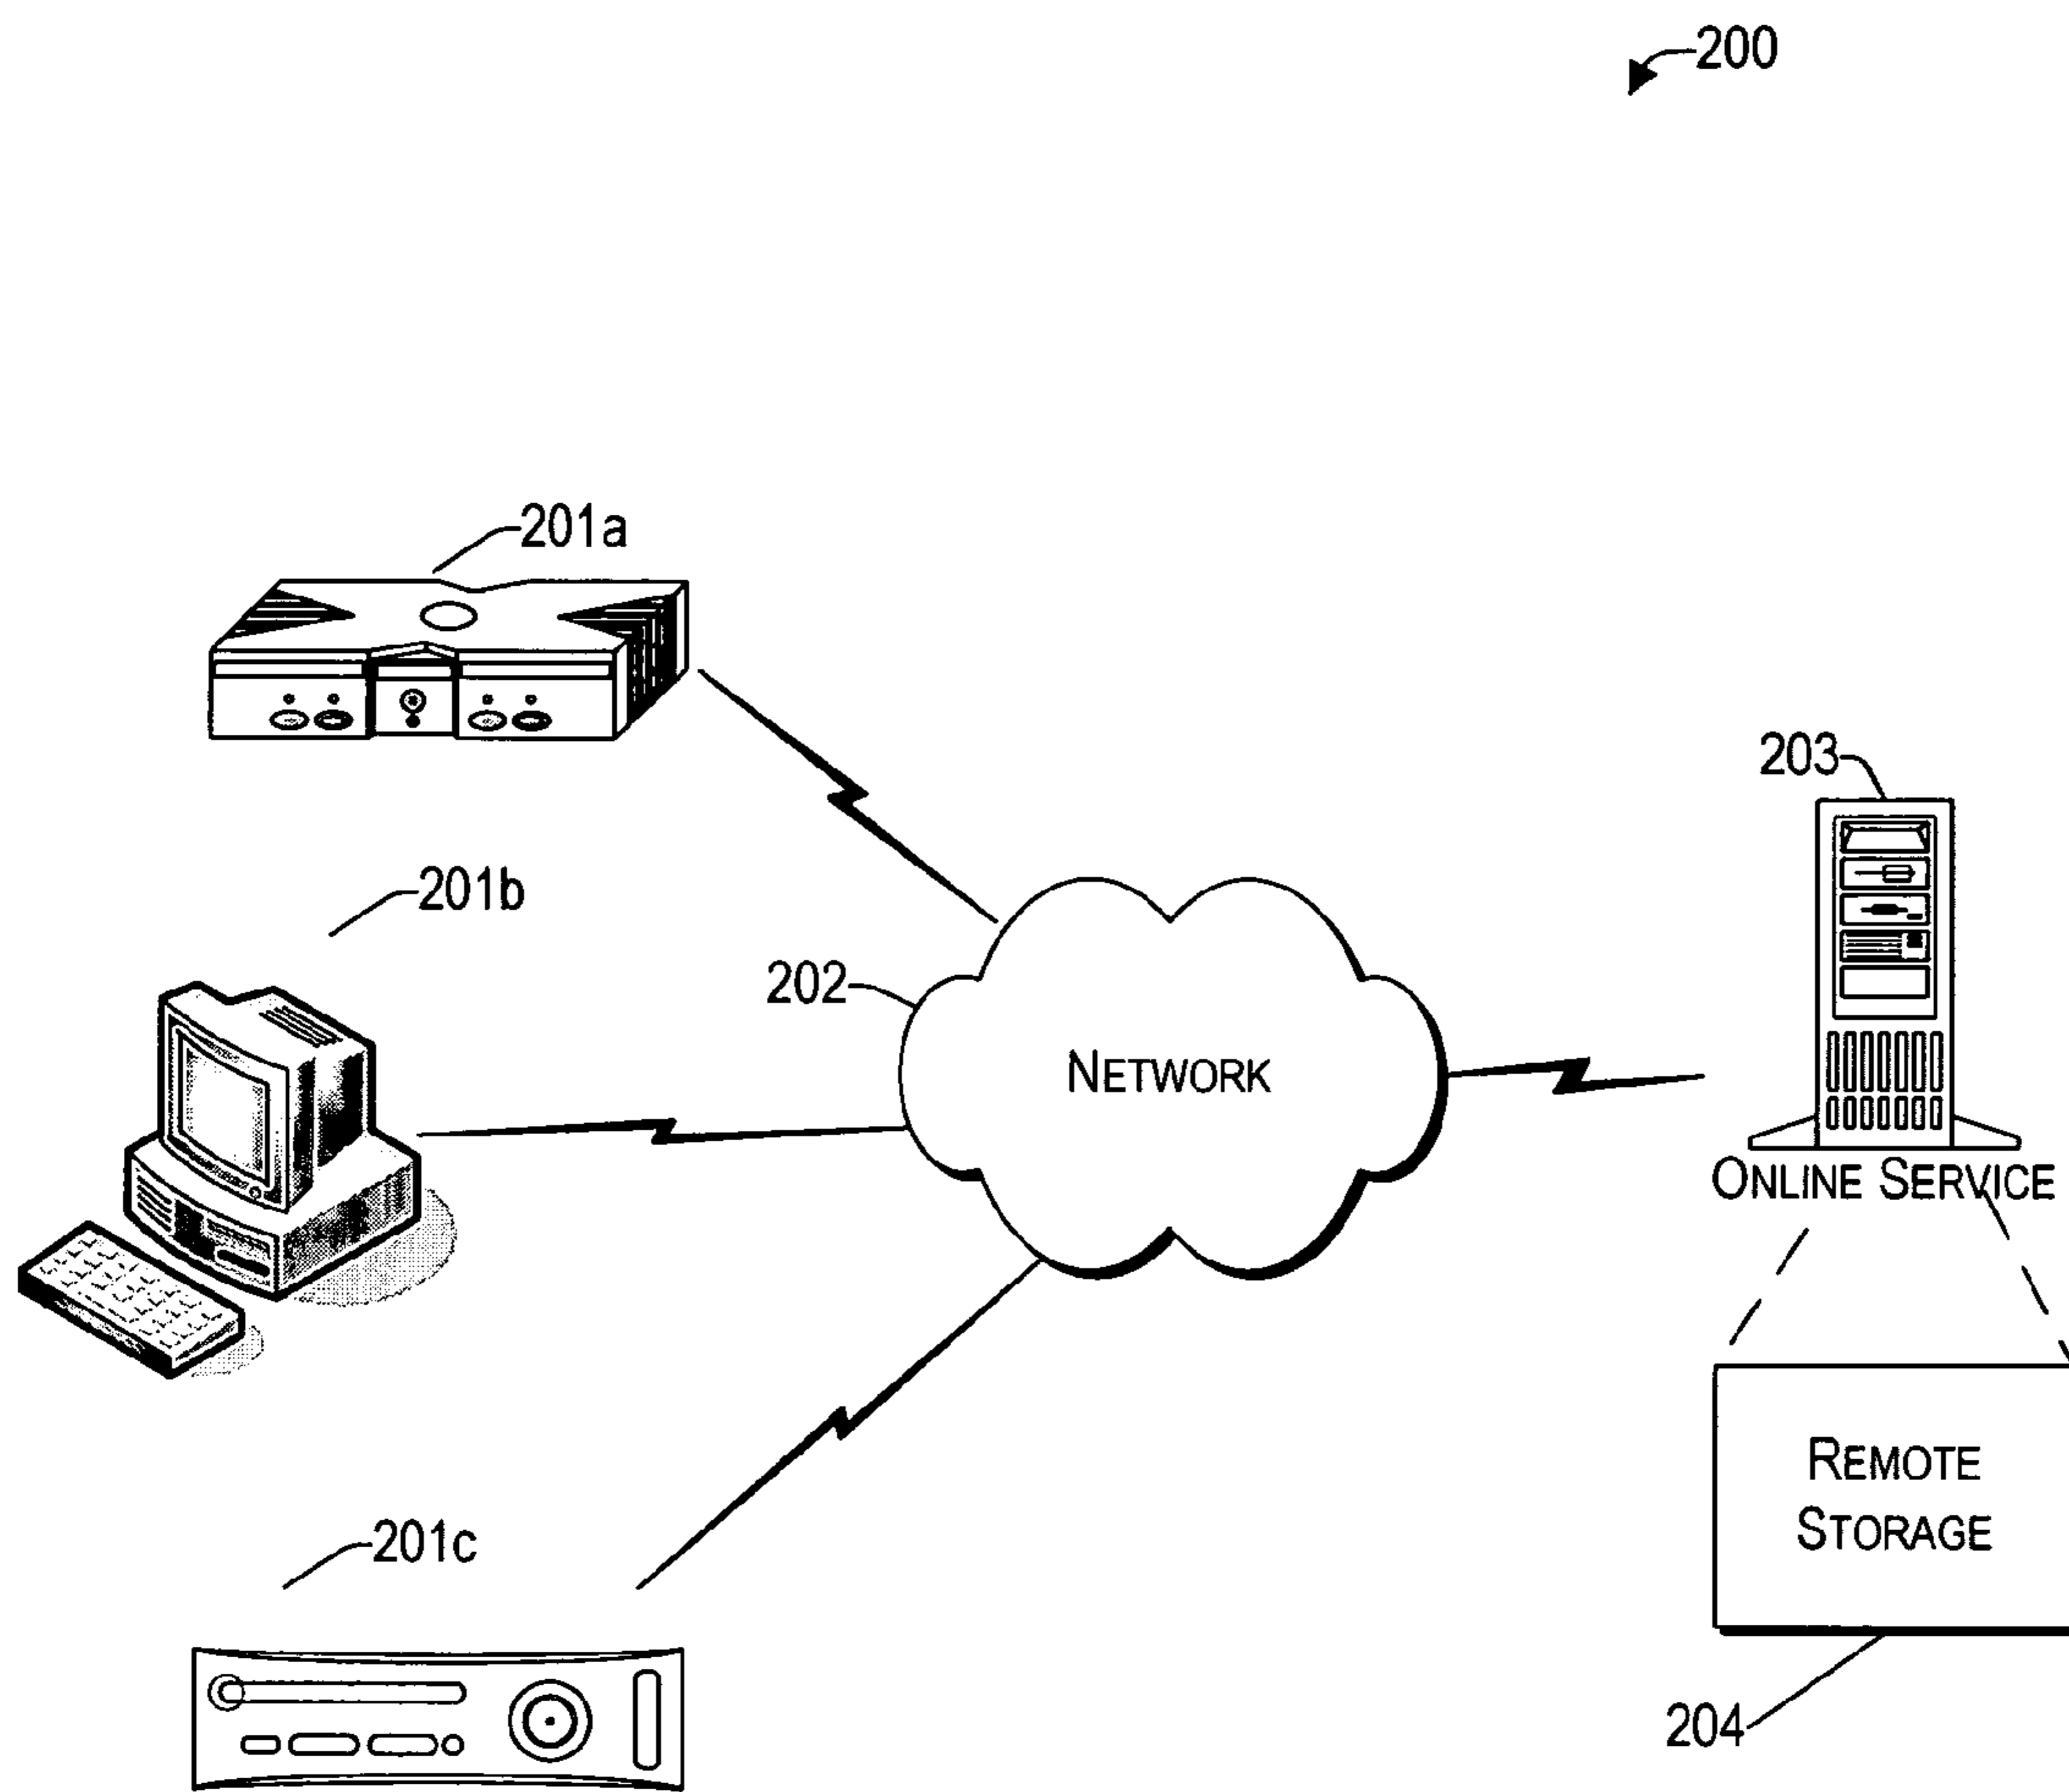 200
201a
201b
202
NETWORK
203
ONLINE SERVICE
REMOTE
STORAGE
201c
204